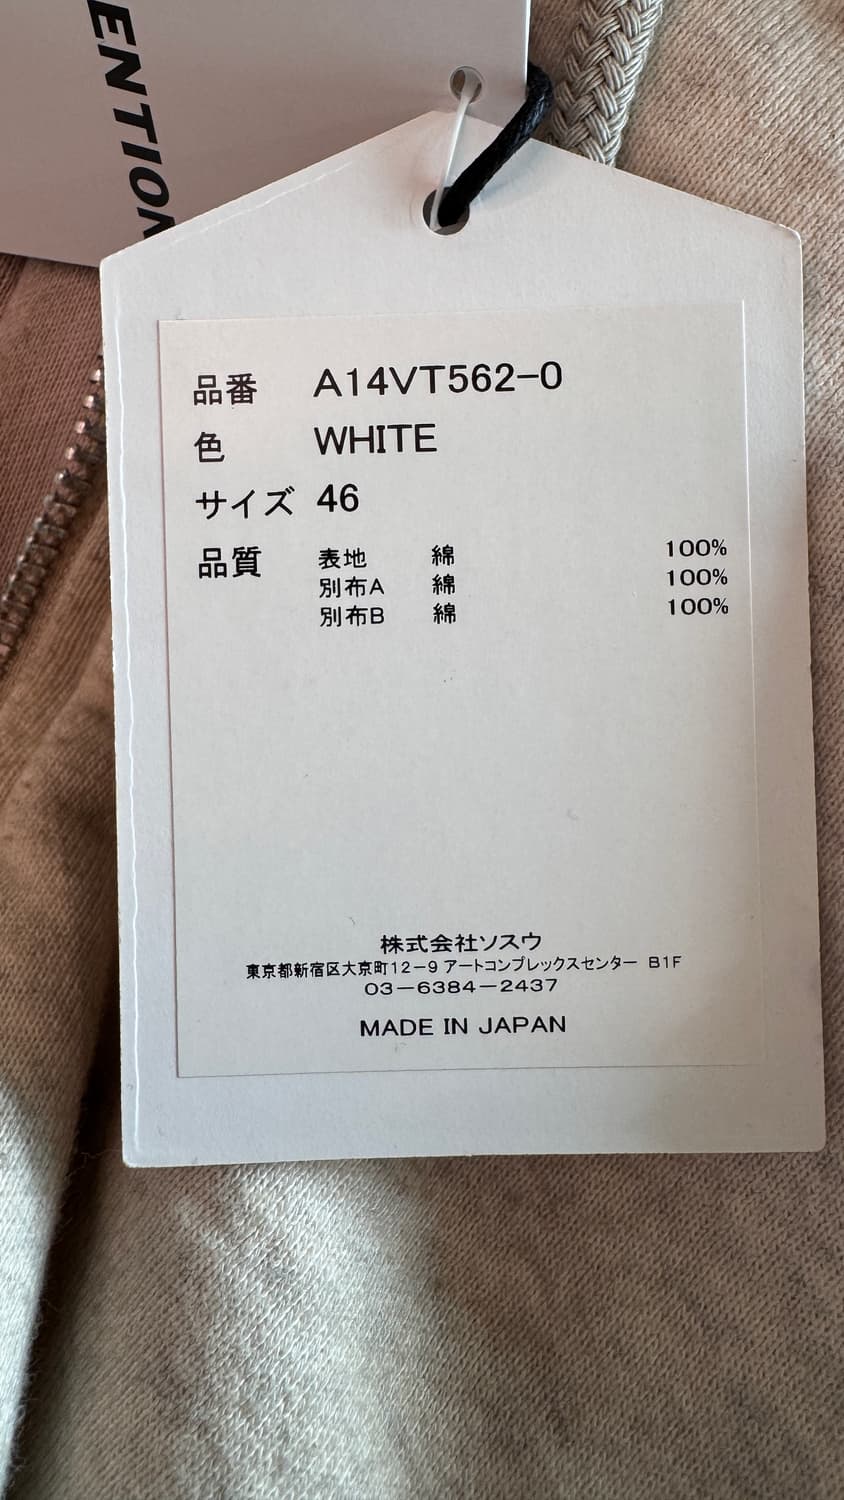 ENTION
品番 A14VT562-0
色 WHITE
サイズ 46
品質 表地 綿 100%
別布A 綿 100%
別布B 綿 100%
株式会社ソスウ
東京都新宿区大京町12-9 アートコンプレックスセンター B1F
03-6384-2437
MADE IN JAPAN